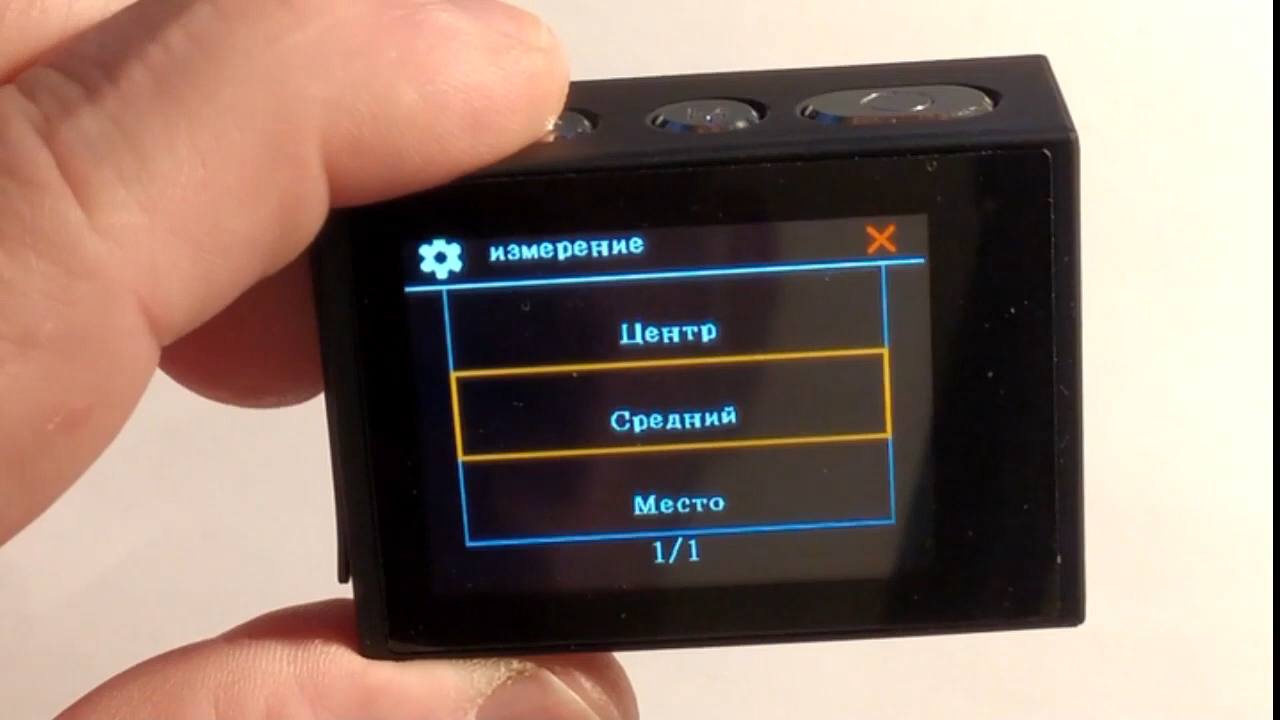 измерение
Центр
Средний
Место
1/1